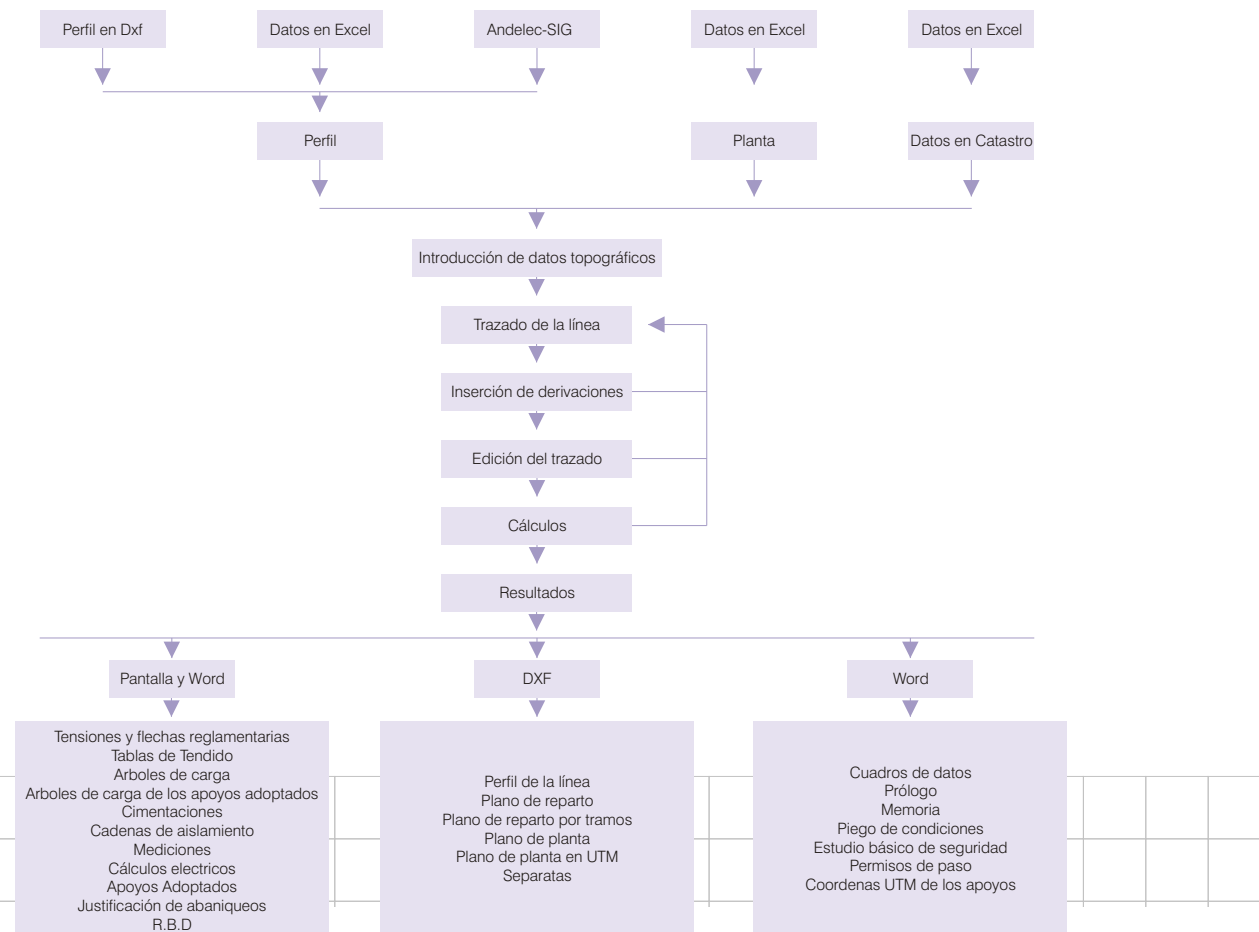 Perfil en Dxf
Datos en Excel
Andelec-SIG
Datos en Excel
Datos en Excel
Perfil
Planta
Datos en Catastro
Introducción de datos topográficos
Trazado de la línea
Inserción de derivaciones
Edición del trazado
Cálculos
Resultados
Pantalla y Word
DXF
Word
Tensiones y flechas reglamentarias
Tablas de Tendido
Arboles de carga
Arboles de carga de los apoyos adoptados
Cimentaciones
Cadenas de aislamiento
Mediciones
Cálculos electricos
Apoyos Adoptados
Justificación de abaniqueos
R.B.D
Perfil de la línea
Plano de reparto
Plano de reparto por tramos
Plano de planta
Plano de planta en UTM
Separatas
Cuadros de datos
Prólogo
Memoria
Piego de condiciones
Estudio básico de seguridad
Permisos de paso
Coordenas UTM de los apoyos